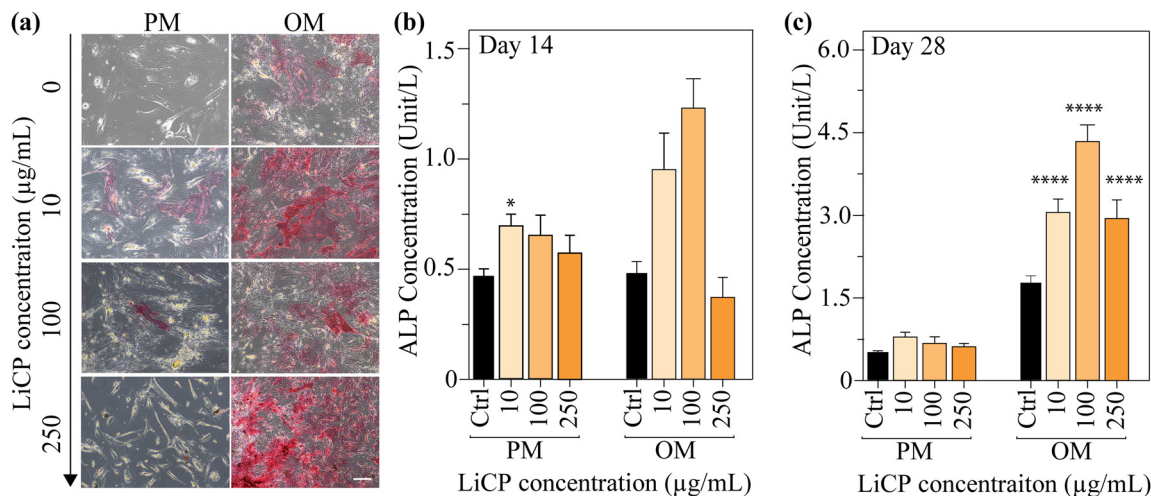 (a)
PM
OM
LiCP concentraiton (µg/mL)
0
10
100
250
(b)
Day 14
ALP Concentration (Unit/L)
1.5
1.0
0.5
0
*
Ctrl 10 100 250 Ctrl 10 100 250
PM OM
LiCP concentration (µg/mL)
(c)
Day 28
ALP Concentration (Unit/L)
6.0
4.5
3.0
1.5
0
****
****
****
Ctrl 10 100 250 Ctrl 10 100 250
PM OM
LiCP concentraiton (µg/mL)